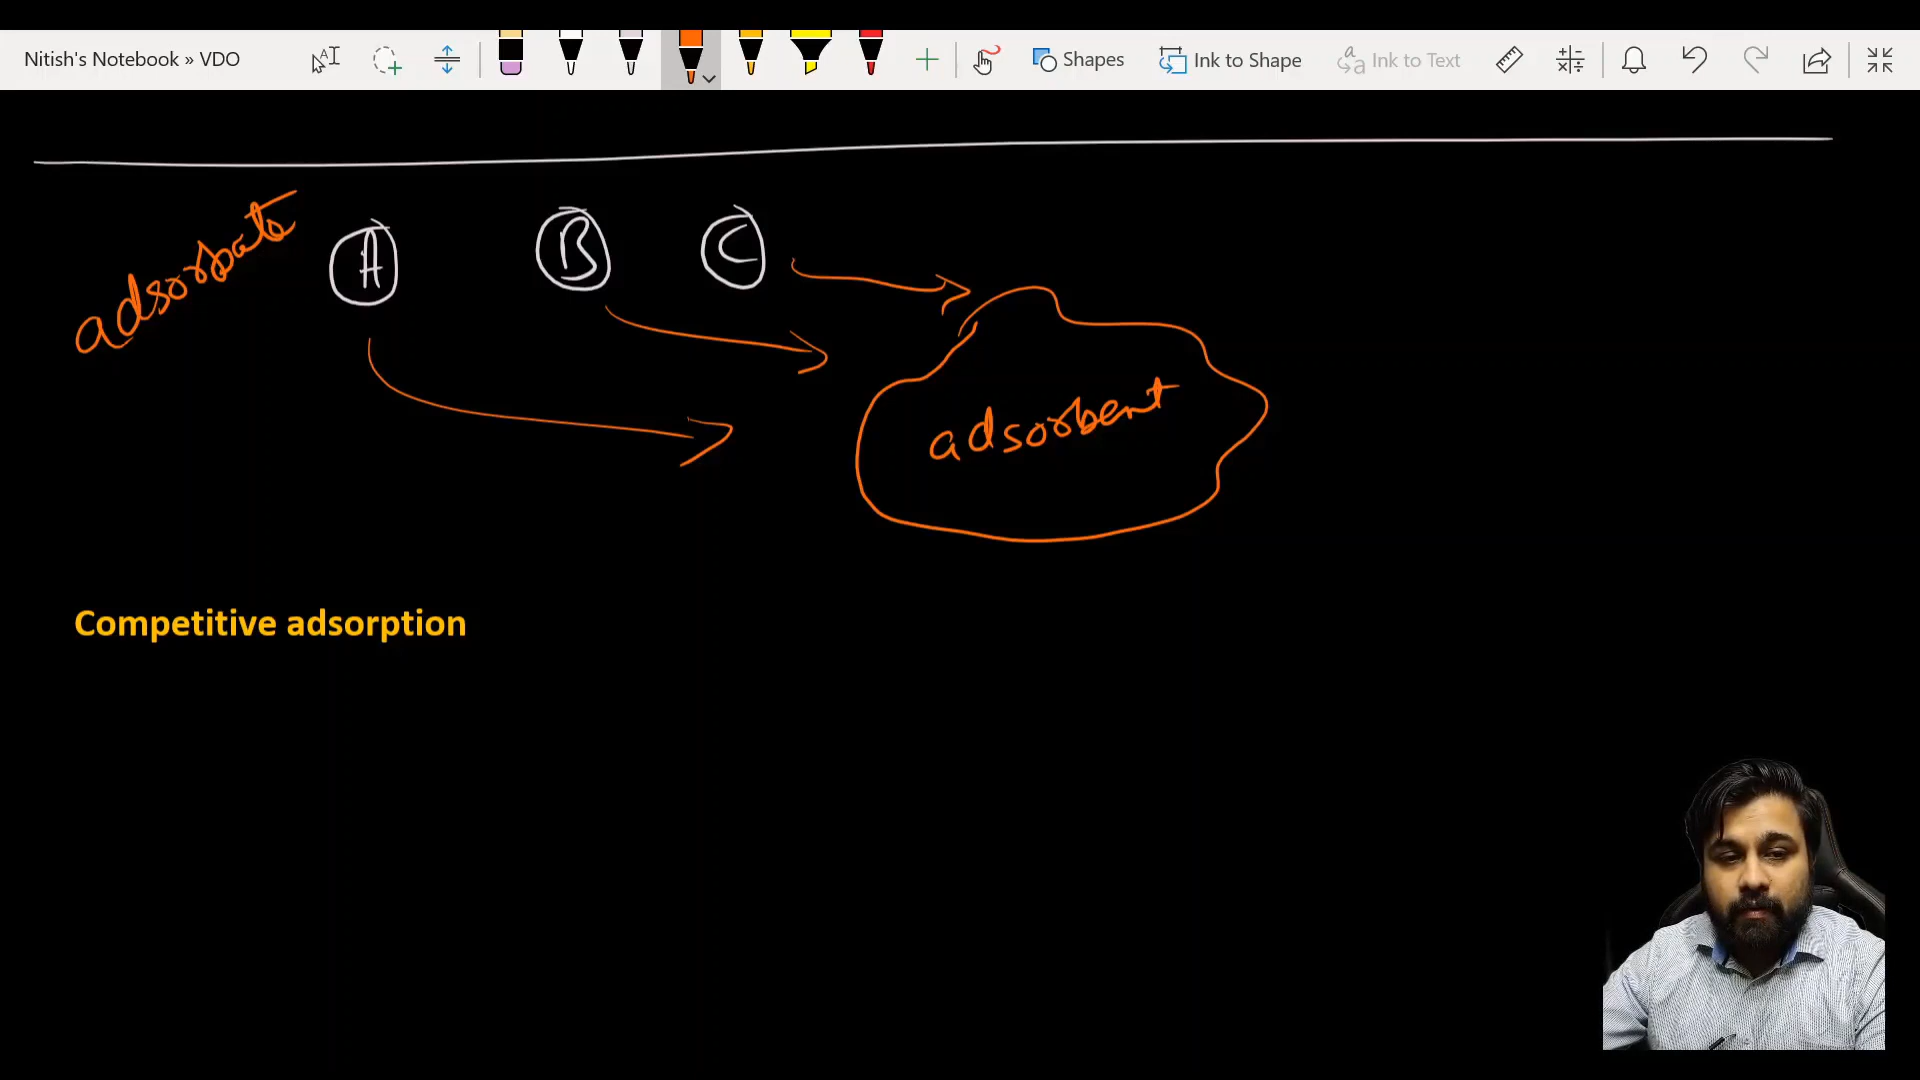 Nitish's Notebook » VDO
Shapes
Ink to Shape
Ink to Text
adsorbate
A B C
adsorbent
Competitive adsorption